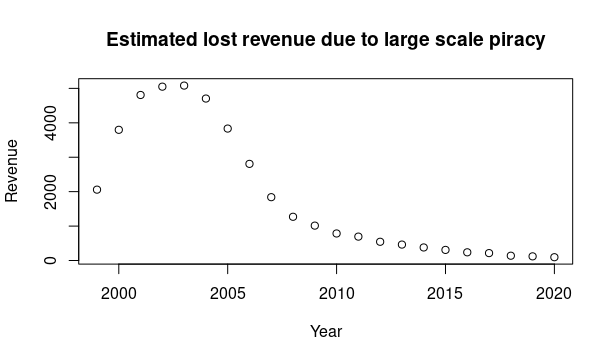 Estimated lost revenue due to large scale piracy
Revenue
4000
2000
0
2000 2005 2010 2015 2020
Year